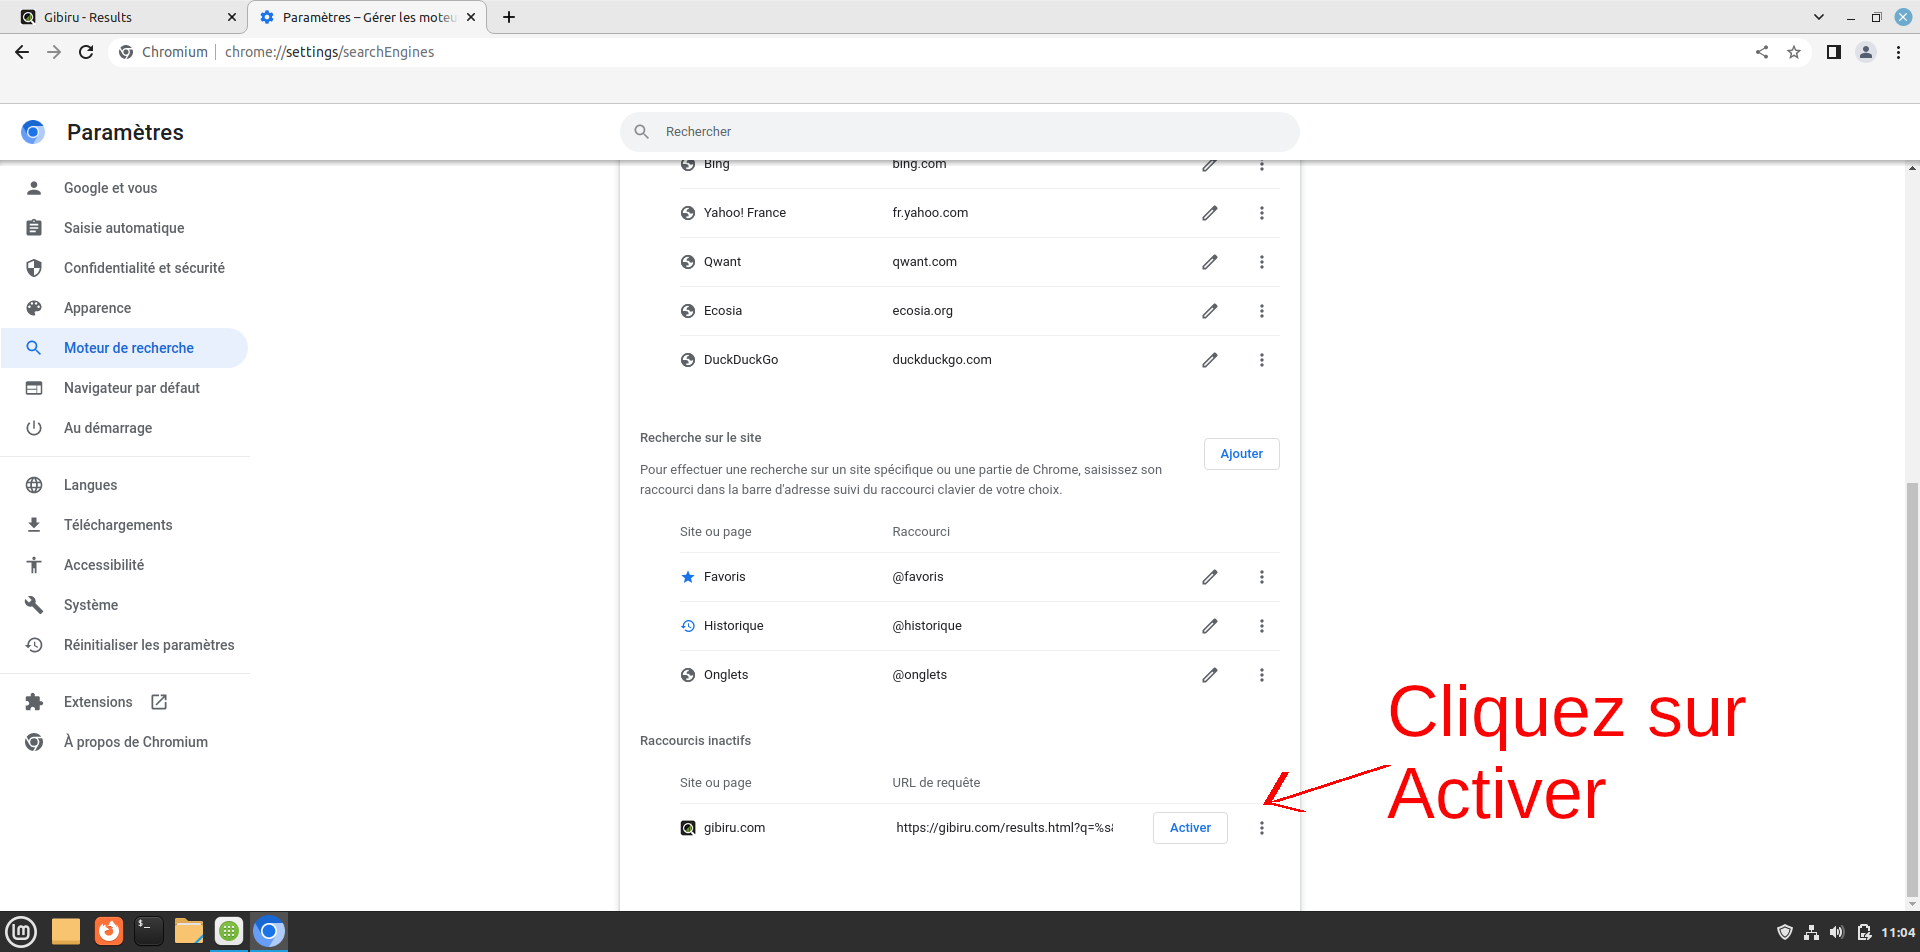 Gibiru - Results
Paramètres – Gérer les moteu
Chromium
chrome://settings/searchEngines
Paramètres
Rechercher
Google et vous
Saisie automatique
Confidentialité et sécurité
Apparence
Moteur de recherche
Navigateur par défaut
Au démarrage
Langues
Téléchargements
Accessibilité
Système
Réinitialiser les paramètres
Extensions
À propos de Chromium
Bing bing.com
Yahoo! France fr.yahoo.com
Qwant qwant.com
Ecosia ecosia.org
DuckDuckGo duckduckgo.com
Recherche sur le site
Pour effectuer une recherche sur un site spécifique ou une partie de Chrome, saisissez son
raccourci dans la barre d'adresse suivi du raccourci clavier de votre choix.
Ajouter
Site ou page Raccourci
Favoris @favoris
Historique @historique
Onglets @onglets
Raccourcis inactifs
Site ou page URL de requête
gibiru.com https://gibiru.com/results.html?q=%s& Activer
Cliquez sur
Activer
11:04